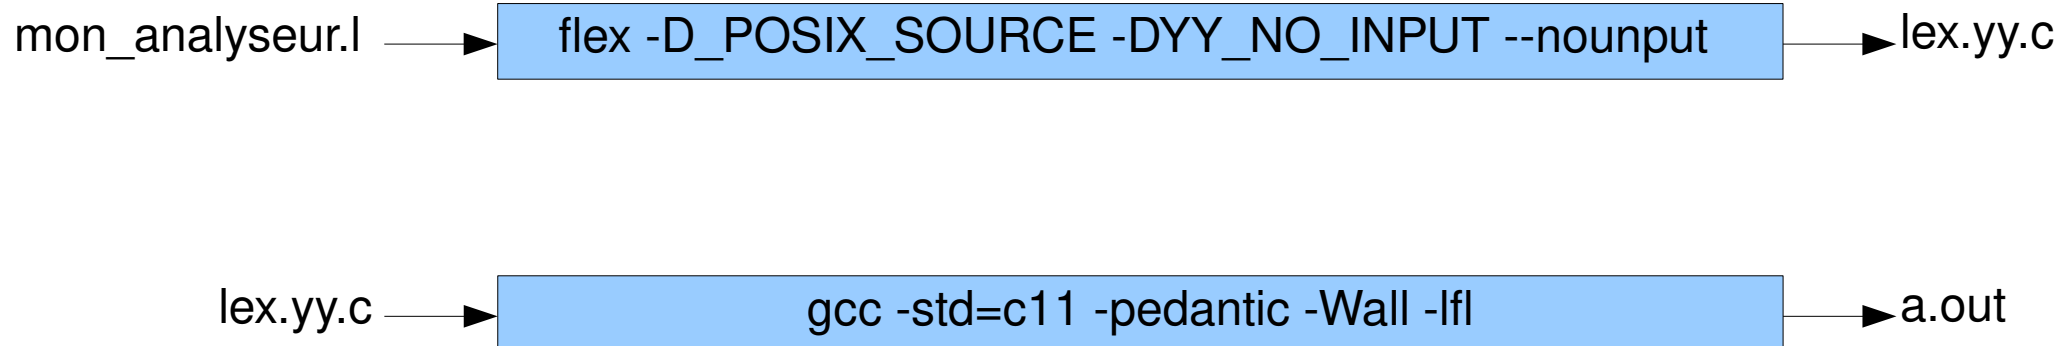 mon_analyseur.l flex -D_POSIX_SOURCE -DYY_NO_INPUT --nounput lex.yy.c
lex.yy.c gcc -std=c11 -pedantic -Wall -lfl a.out